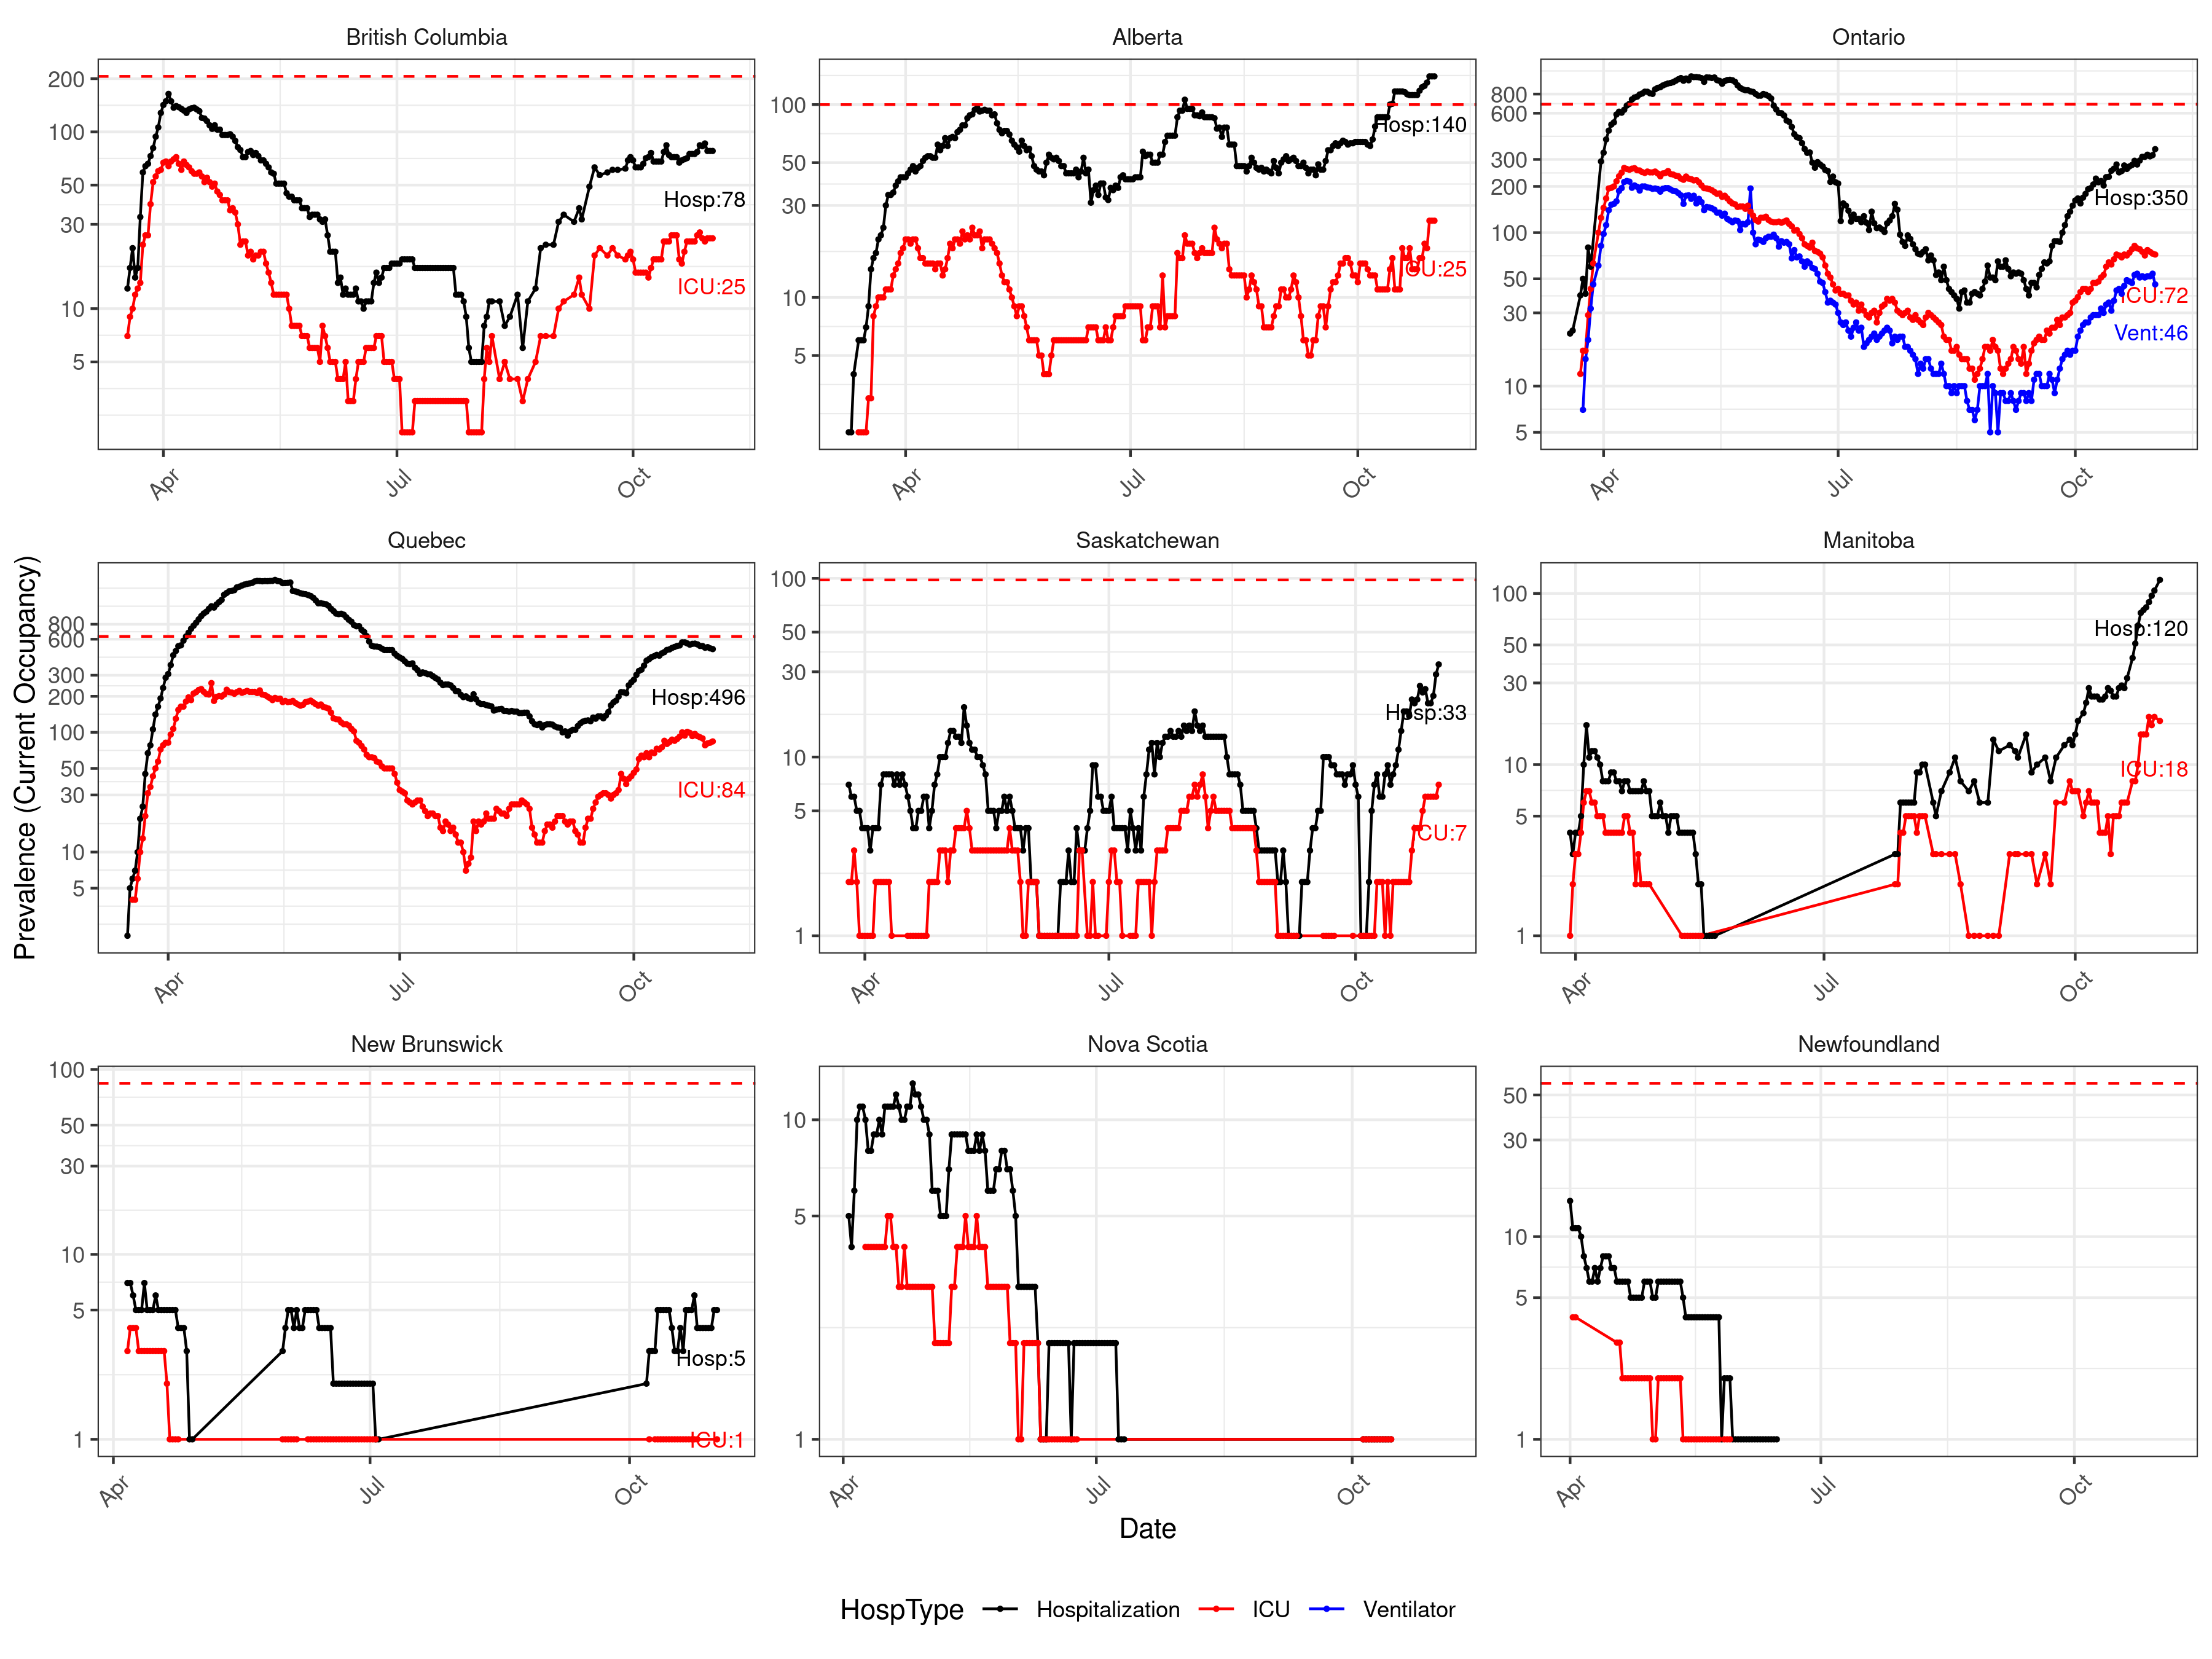 British Columbia
Alberta
Ontario
200
100
50
30
10
5
Hosp:78
ICU:25
Apr
Jul
Oct
100
50
30
10
5
Hosp:140
ICU:25
Apr
Jul
Oct
800
600
300
200
100
50
30
10
5
Hosp:350
ICU:72
Vent:46
Apr
Jul
Oct
Prevalence (Current Occupancy)
Quebec
Saskatchewan
Manitoba
800
600
300
200
100
50
30
10
5
Hosp:496
ICU:84
Apr
Jul
Oct
100
50
30
10
5
1
Hosp:33
ICU:7
Apr
Jul
Oct
100
50
30
10
5
1
Hosp:120
ICU:18
Apr
Jul
Oct
New Brunswick
Nova Scotia
Newfoundland
100
50
30
10
5
1
Hosp:5
ICU:1
Apr
Jul
Oct
10
5
1
Apr
Jul
Oct
50
30
10
5
1
Apr
Jul
Oct
Date
HospType Hospitalization ICU Ventilator